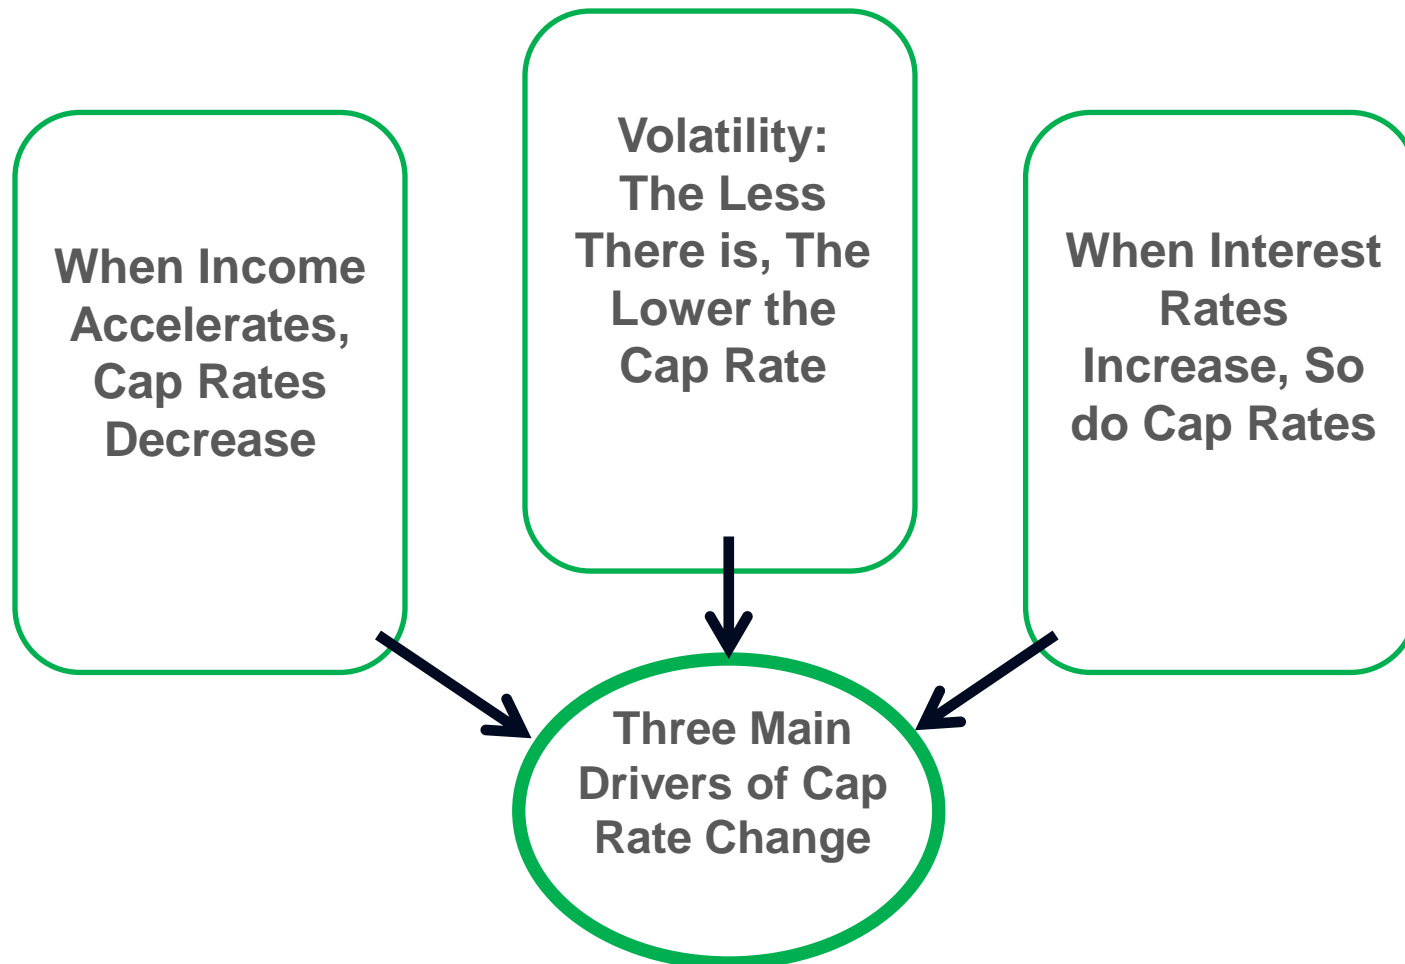 When Income
Accelerates,
Cap Rates
Decrease
Volatility:
The Less
There is, The
Lower the
Cap Rate
When Interest
Rates
Increase, So
do Cap Rates
Three Main
Drivers of Cap
Rate Change